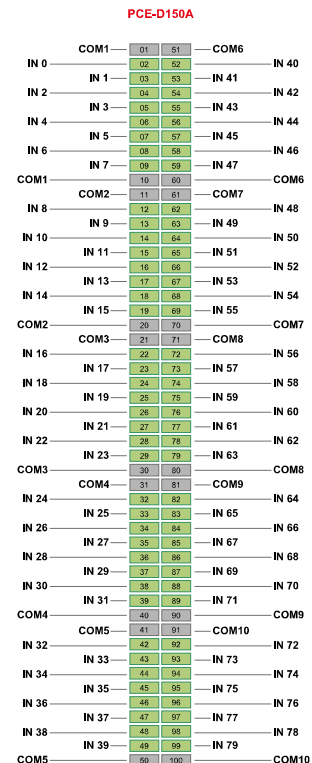 PCE-D150A
COM1 01 51 COM6
IN 0 02 52 IN 40
IN 1 03 53 IN 41
IN 2 04 54 IN 42
IN 3 05 55 IN 43
IN 4 06 56 IN 44
IN 5 07 57 IN 45
IN 6 08 58 IN 46
IN 7 09 59 IN 47
COM1 10 60 COM6
COM2 11 61 COM7
IN 8 12 62 IN 48
IN 9 13 63 IN 49
IN 10 14 64 IN 50
IN 11 15 65 IN 51
IN 12 16 66 IN 52
IN 13 17 67 IN 53
IN 14 18 68 IN 54
IN 15 19 69 IN 55
COM2 20 70 COM7
COM3 21 71 COM8
IN 16 22 72 IN 56
IN 17 23 73 IN 57
IN 18 24 74 IN 58
IN 19 25 75 IN 59
IN 20 26 76 IN 60
IN 21 27 77 IN 61
IN 22 28 78 IN 62
IN 23 29 79 IN 63
COM3 30 80 COM8
COM4 31 81 COM9
IN 24 32 82 IN 64
IN 25 33 83 IN 65
IN 26 34 84 IN 66
IN 27 35 85 IN 67
IN 28 36 86 IN 68
IN 29 37 87 IN 69
IN 30 38 88 IN 70
IN 31 39 89 IN 71
COM4 40 90 COM9
COM5 41 91 COM10
IN 32 42 92 IN 72
IN 33 43 93 IN 73
IN 34 44 94 IN 74
IN 35 45 95 IN 75
IN 36 46 96 IN 76
IN 37 47 97 IN 77
IN 38 48 98 IN 78
IN 39 49 99 IN 79
COM5 50 100 COM10